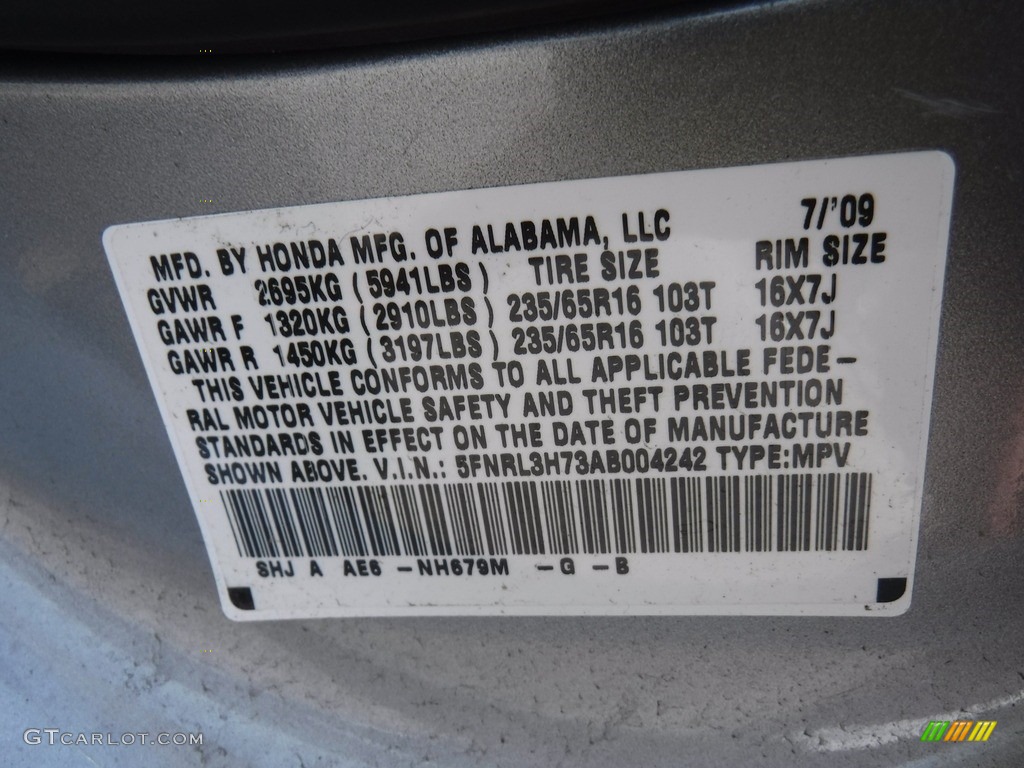 MFD. BY HONDA MFG. OF ALABAMA, LLC 7/'09
GVWR 2695KG (5941LBS) TIRE SIZE RIM SIZE
GAWR F 1320KG (2910LBS) 235/65R16 103T 16X7J
GAWR R 1450KG (3197LBS) 235/65R16 103T 16X7J
THIS VEHICLE CONFORMS TO ALL APPLICABLE FEDE-
RAL MOTOR VEHICLE SAFETY AND THEFT PREVENTION
STANDARDS IN EFFECT ON THE DATE OF MANUFACTURE
SHOWN ABOVE. V.I.N.: 5FNRL3H73AB004242 TYPE:MPV
SHJ A AE6 -NH679M -G -B
GTCARLOT.COM